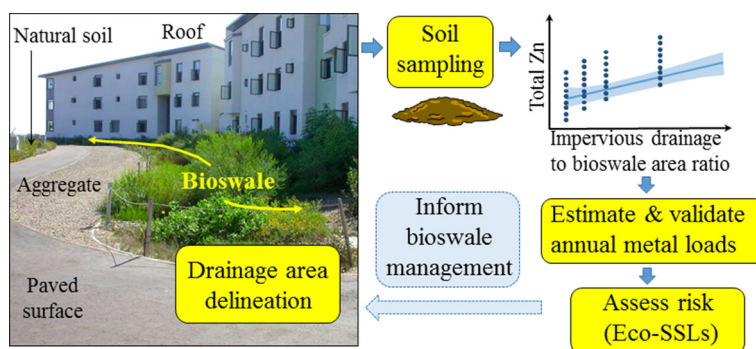 Natural soil
Roof
Aggregate
Bioswale
Paved
surface
Drainage area
delineation
Soil
sampling
Total Zn
Impervious drainage
to bioswale area ratio
Estimate & validate
annual metal loads
Assess risk
(Eco-SSLs)
Inform
bioswale
management